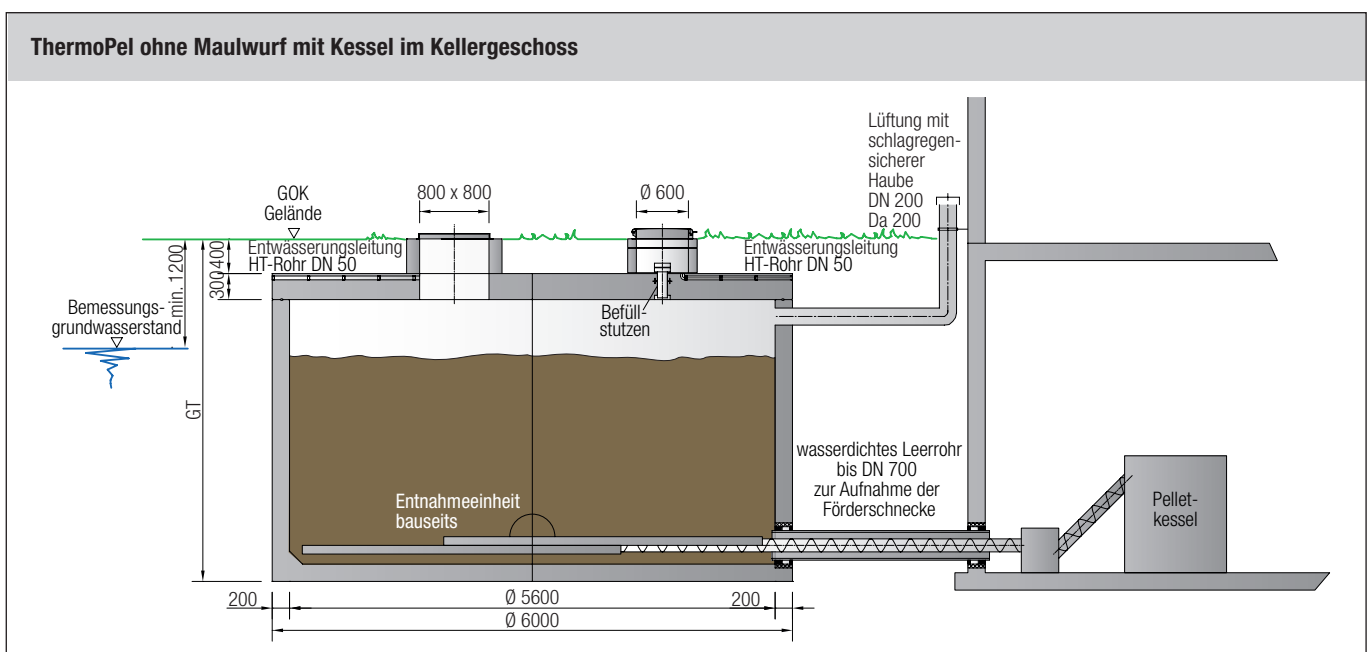 ThermoPel ohne Maulwurf mit Kessel im Kellergeschoss
Lüftung mit
schlagregen-
sicherer
Haube
DN 200
Da 200
GOK
Gelände
800 x 800
Ø 600
Entwässerungsleitung
HT-Rohr DN 50
Entwässerungsleitung
HT-Rohr DN 50
400
300
min. 1200
Bemessungs-
grundwasserstand
Befüll-
stutzen
GT
wasserdichtes Leerrohr
bis DN 700
zur Aufnahme der
Förderschnecke
Entnahmeeinheit
bauseits
Pellet-
kessel
200
Ø 5600
200
Ø 6000